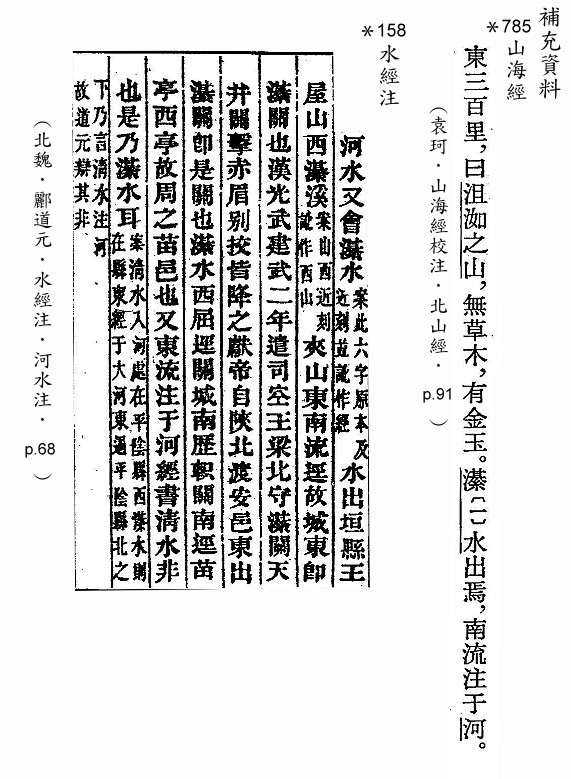 補充資料
＊785 山海經
東三百里，曰沮洳之山，無草木，有金玉。濝〔一〕水出焉，南流注于河。
（袁珂．山海經校注．北山經．p.91）
＊158 水經注
河水又會濝水案此六字原本及近刻並訛作經水出垣縣王
屋山西濝溪案山西近刻訛作西山夾山東南流逕故城東即
濝關也漢光武建武二年遣司空王梁北守濝關天
井關擊赤眉別校皆降之獻帝自陝北渡安邑東出
濝關即是關也濝水西屈逕關城南歷軹關南逕苗
亭西亭故周之苗邑也又東流注于河經書清水非
也是乃濝水耳案清水入河處在平陰縣西濝水則在縣東經于大河東過平陰縣北之
下乃言清水注河故道元辯其非
（北魏．酈道元．水經注．河水注．p.68）